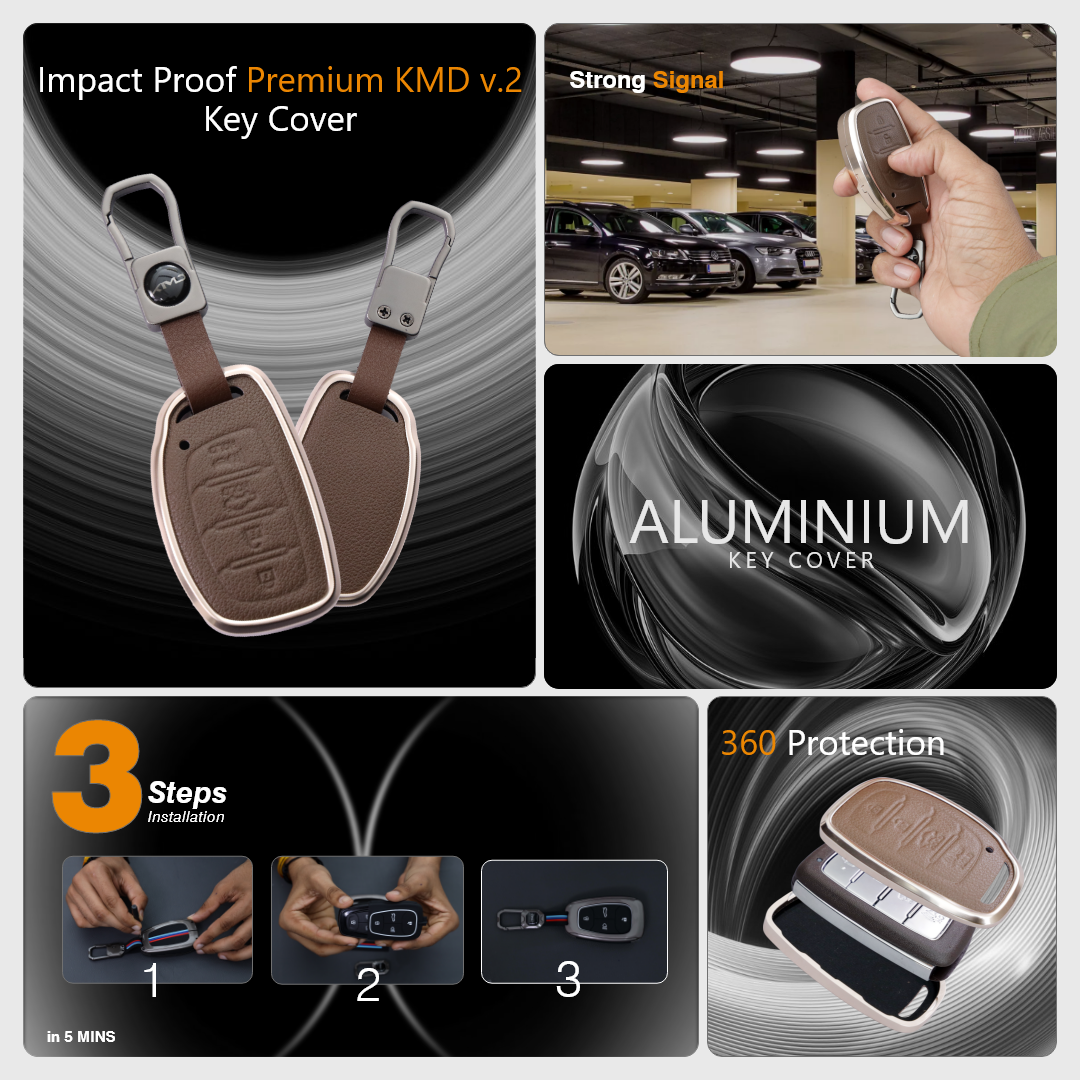 Impact Proof Premium KMD v.2
Key Cover
KMD
Strong Signal
ALUMINIUM
KEY COVER
3
Steps
Installation
1
2
3
in 5 MINS
360 Protection